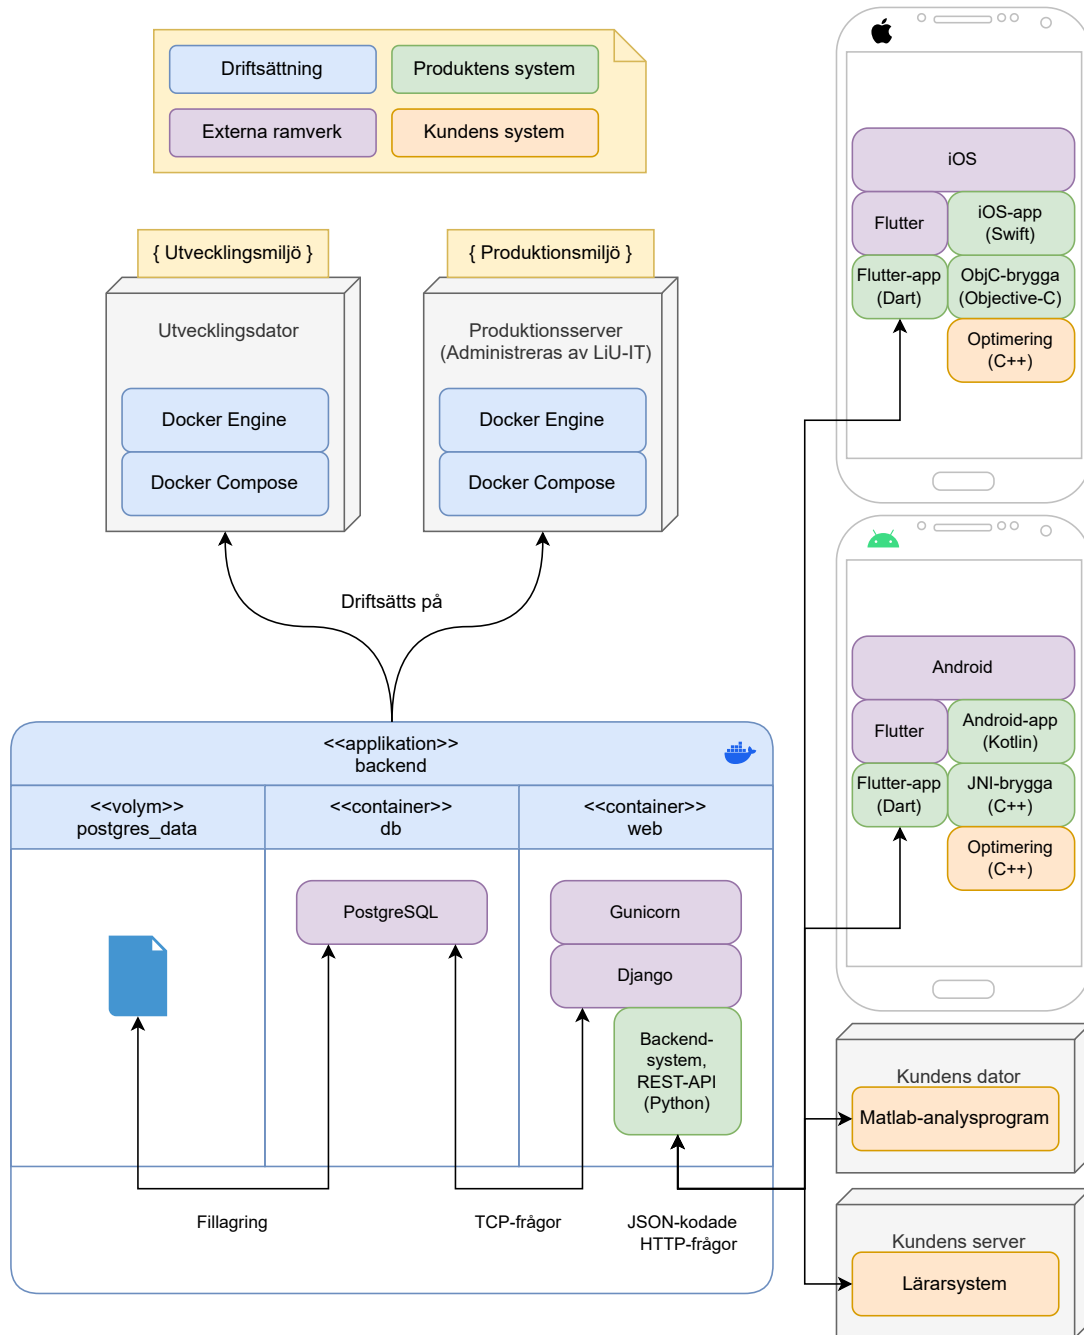 Driftsättning
Produktens system
Externa ramverk
Kundens system
{ Utvecklingsmiljö }
Utvecklingsdator
Docker Engine
Docker Compose
{ Produktionsmiljö }
Produktionsserver
(Administreras av LiU-IT)
Docker Engine
Docker Compose
Driftsätts på
<<applikation>>
backend
<<volym>>
postgres_data
<<container>>
db
<<container>>
web
PostgreSQL
Gunicorn
Django
Backend-
system,
REST-API
(Python)
Fillagring
TCP-frågor
JSON-kodade
HTTP-frågor
iOS
Flutter
iOS-app
(Swift)
Flutter-app
(Dart)
ObjC-brygga
(Objective-C)
Optimering
(C++)
Android
Flutter
Android-app
(Kotlin)
Flutter-app
(Dart)
JNI-brygga
(C++)
Optimering
(C++)
Kundens dator
Matlab-analysprogram
Kundens server
Lärarsystem